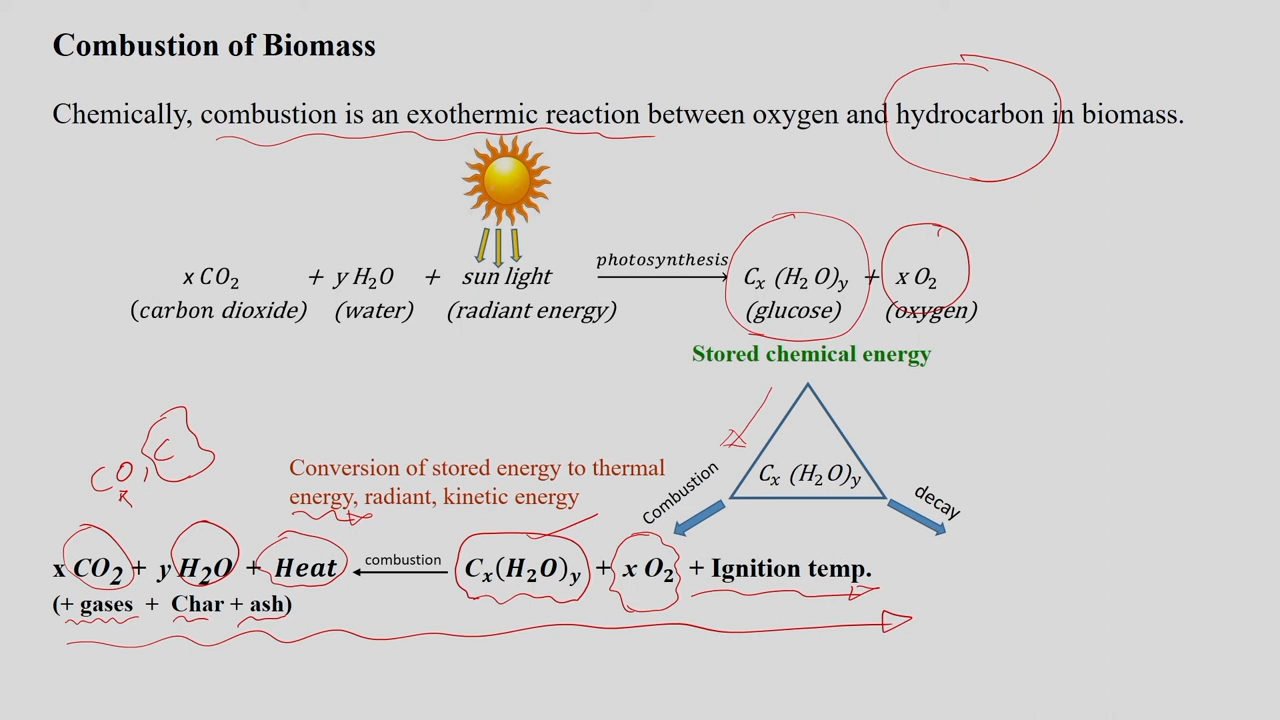 Combustion of Biomass
Chemically, combustion is an exothermic reaction between oxygen and hydrocarbon in biomass.
x CO₂ + y H₂O + sun light photosynthesis Cₓ (H₂ O)ᵧ + x O₂
(carbon dioxide) (water) (radiant energy) (glucose) (oxygen)
Stored chemical energy
CO, C
Conversion of stored energy to thermal
energy, radiant, kinetic energy
Cₓ (H₂O)ᵧ
Combustion
decay
x CO₂ + y H₂O + Heat combustion Cₓ(H₂O)ᵧ + x O₂ + Ignition temp.
(+ gases + Char + ash)